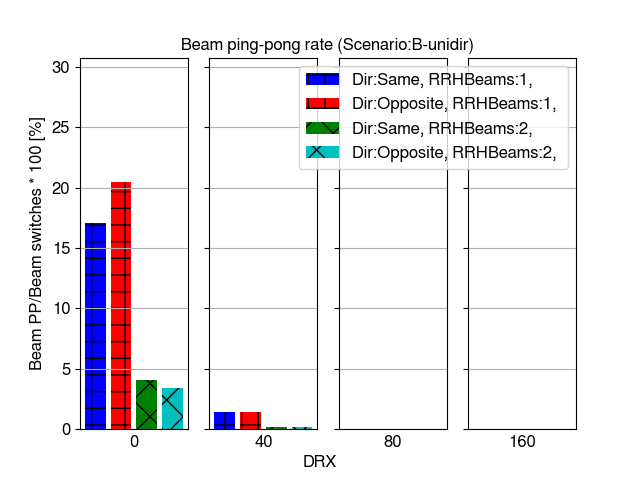 Beam ping-pong rate (Scenario:B-unidir)
Dir:Same, RRHBeams:1,
Dir:Opposite, RRHBeams:1,
Dir:Same, RRHBeams:2,
Dir:Opposite, RRHBeams:2,
Beam PP/Beam switches * 100 [%]
30
25
20
15
10
5
0
0
40
80
160
DRX